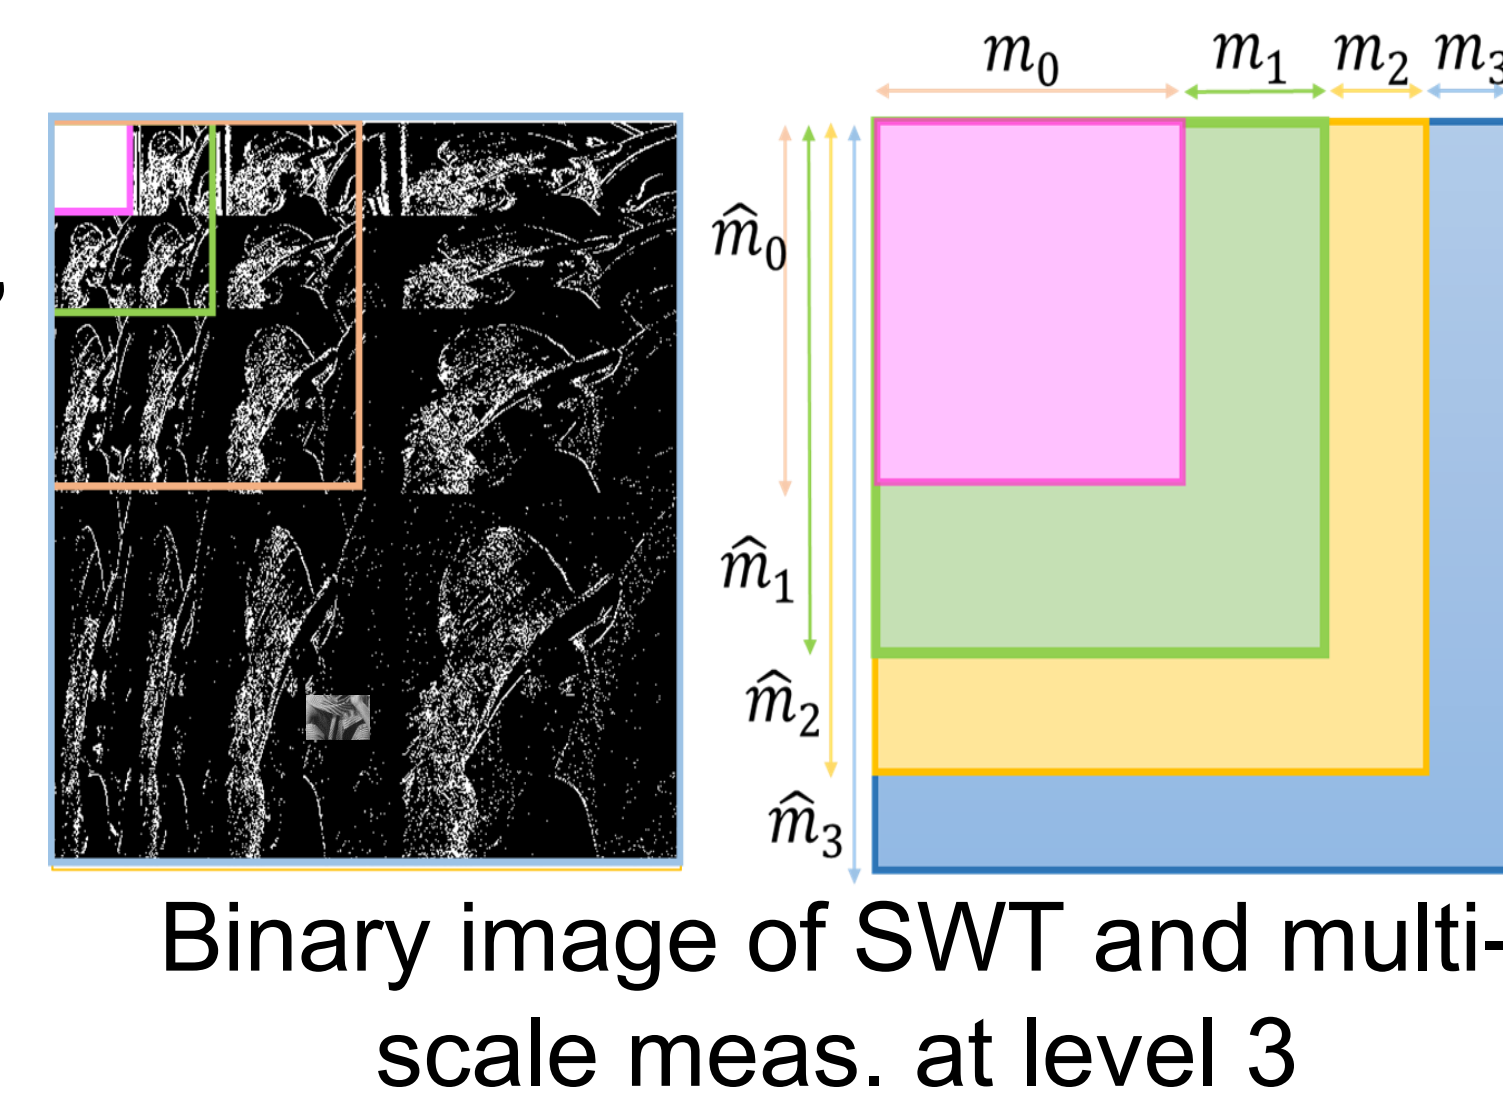 m₀ m₁ m₂ m₃
,
m̂₀
m̂₁
m̂₂
m̂₃
Binary image of SWT and multi-
scale meas. at level 3